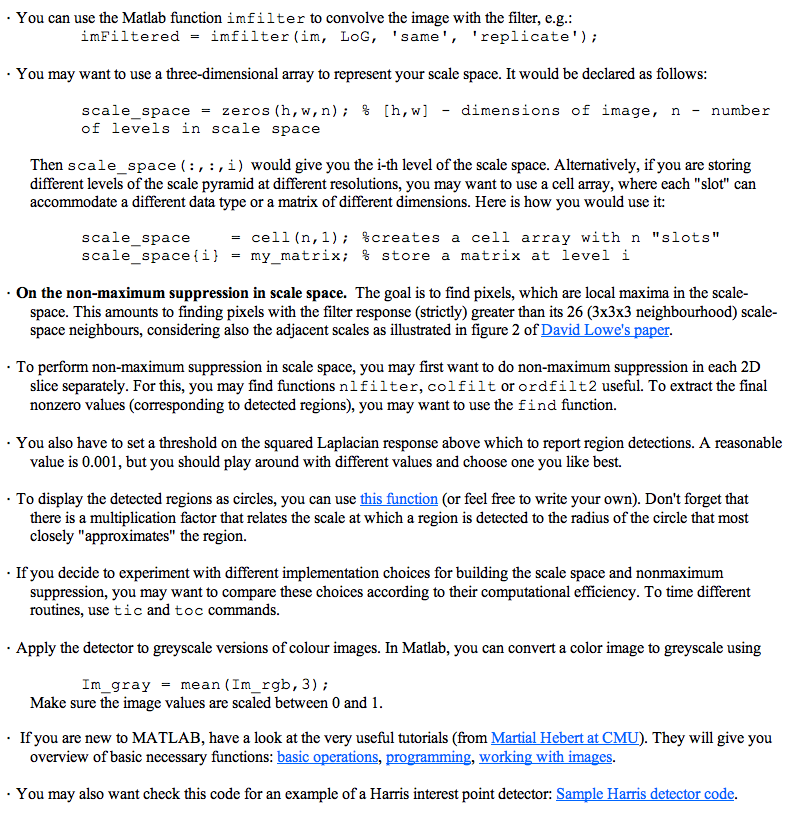 · You can use the Matlab function imfilter to convolve the image with the filter, e.g.:
imFiltered = imfilter(im, LoG, 'same', 'replicate');
· You may want to use a three-dimensional array to represent your scale space. It would be declared as follows:
scale_space = zeros(h,w,n); % [h,w] - dimensions of image, n - number
of levels in scale space
Then scale_space(:,:,i) would give you the i-th level of the scale space. Alternatively, if you are storing
different levels of the scale pyramid at different resolutions, you may want to use a cell array, where each "slot" can
accommodate a different data type or a matrix of different dimensions. Here is how you would use it:
scale_space    = cell(n,1); %creates a cell array with n "slots"
scale_space{i} = my_matrix; % store a matrix at level i
· On the non-maximum suppression in scale space. The goal is to find pixels, which are local maxima in the scale-
space. This amounts to finding pixels with the filter response (strictly) greater than its 26 (3x3x3 neighbourhood) scale-
space neighbours, considering also the adjacent scales as illustrated in figure 2 of David Lowe's paper.
· To perform non-maximum suppression in scale space, you may first want to do non-maximum suppression in each 2D
slice separately. For this, you may find functions nlfilter, colfilt or ordfilt2 useful. To extract the final
nonzero values (corresponding to detected regions), you may want to use the find function.
· You also have to set a threshold on the squared Laplacian response above which to report region detections. A reasonable
value is 0.001, but you should play around with different values and choose one you like best.
· To display the detected regions as circles, you can use this function (or feel free to write your own). Don't forget that
there is a multiplication factor that relates the scale at which a region is detected to the radius of the circle that most
closely "approximates" the region.
· If you decide to experiment with different implementation choices for building the scale space and nonmaximum
suppression, you may want to compare these choices according to their computational efficiency. To time different
routines, use tic and toc commands.
· Apply the detector to greyscale versions of colour images. In Matlab, you can convert a color image to greyscale using
Im_gray = mean(Im_rgb,3);
Make sure the image values are scaled between 0 and 1.
· If you are new to MATLAB, have a look at the very useful tutorials (from Martial Hebert at CMU). They will give you
overview of basic necessary functions: basic operations, programming, working with images.
· You may also want check this code for an example of a Harris interest point detector: Sample Harris detector code.